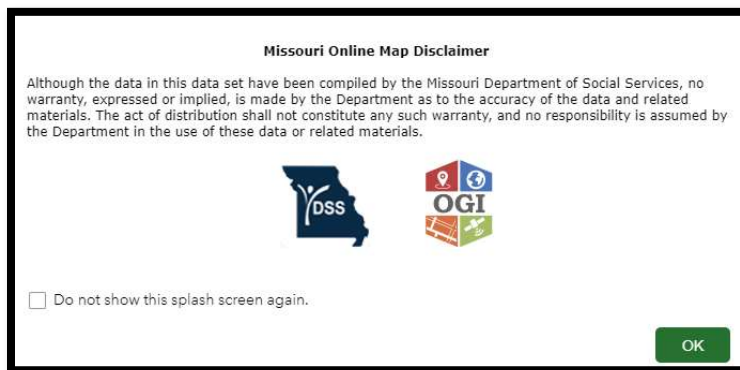 Missouri Online Map Disclaimer
Although the data in this data set have been compiled by the Missouri Department of Social Services, no
warranty, expressed or implied, is made by the Department as to the accuracy of the data and related
materials. The act of distribution shall not constitute any such warranty, and no responsibility is assumed by
the Department in the use of these data or related materials.
DSS
OGI
Do not show this splash screen again.
OK